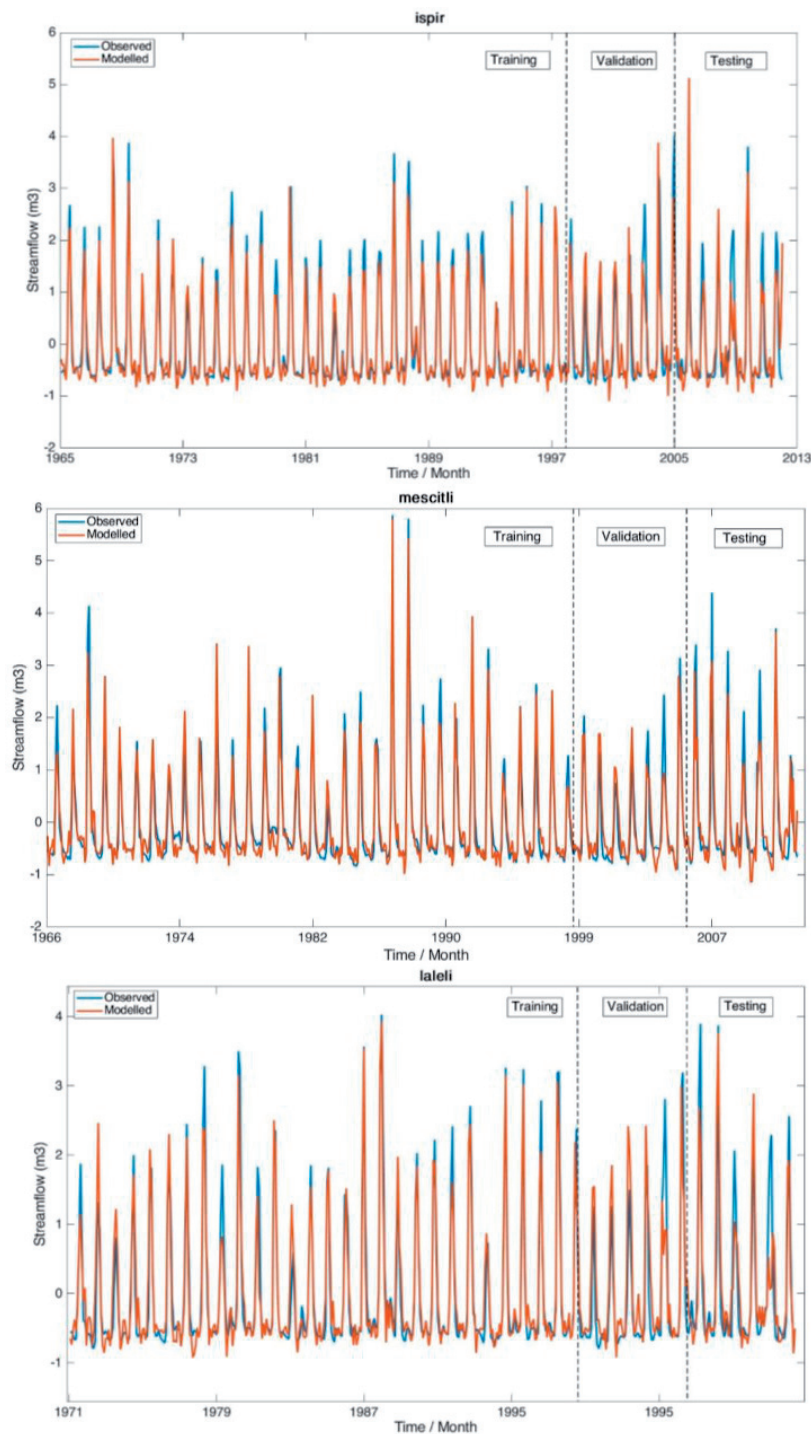 ispir
6
Observed
Modelled
Training
Validation
Testing
5
4
3
2
1
0
-1
-2
Streamflow (m3)
1965
1973
1981
1989
1997
2005
2013
Time / Month
mescitli
6
Observed
Modelled
Training
Validation
Testing
5
4
3
2
1
0
-1
-2
Streamflow (m3)
1966
1974
1982
1990
1999
2007
Time / Month
laleli
Observed
Modelled
Training
Validation
Testing
4
3
2
1
0
-1
Streamflow (m3)
1971
1979
1987
1995
1995
Time / Month